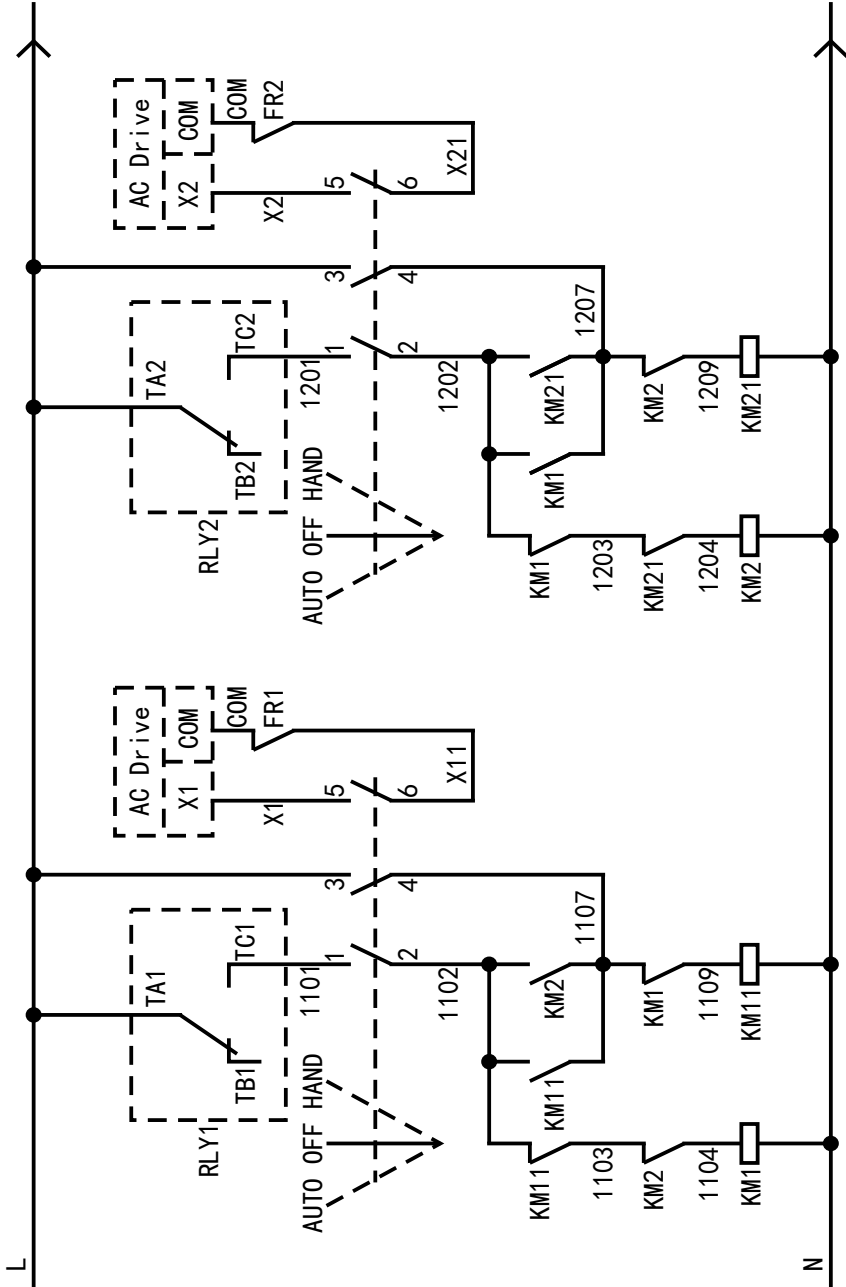 L
N
AC Drive
X2
COM
COM
FR2
X2
X21
5
6
3
4
TA2
TC2
TB2
RLY2
1201
1
2
1202
1207
AUTO OFF HAND
KM21
KM1
KM2
1209
KM21
KM1
1203
KM21
1204
KM2
AC Drive
X1
COM
COM
FR1
X1
X11
5
6
3
4
TA1
TC1
TB1
RLY1
1101
1
2
1102
1107
AUTO OFF HAND
KM2
KM11
KM1
1109
KM11
KM11
1103
KM2
1104
KM1